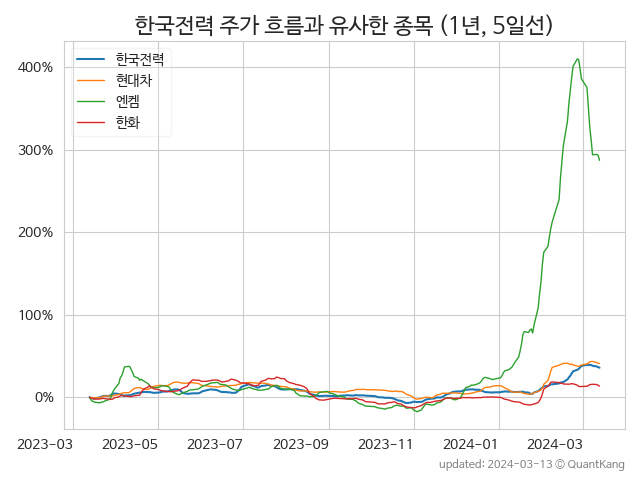 한국전력 주가 흐름과 유사한 종목 (1년, 5일선)
한국전력
현대차
엔켐
한화
400%
300%
200%
100%
0%
2023-03
2023-05
2023-07
2023-09
2023-11
2024-01
2024-03
updated: 2024-03-13 ⓒ QuantKang